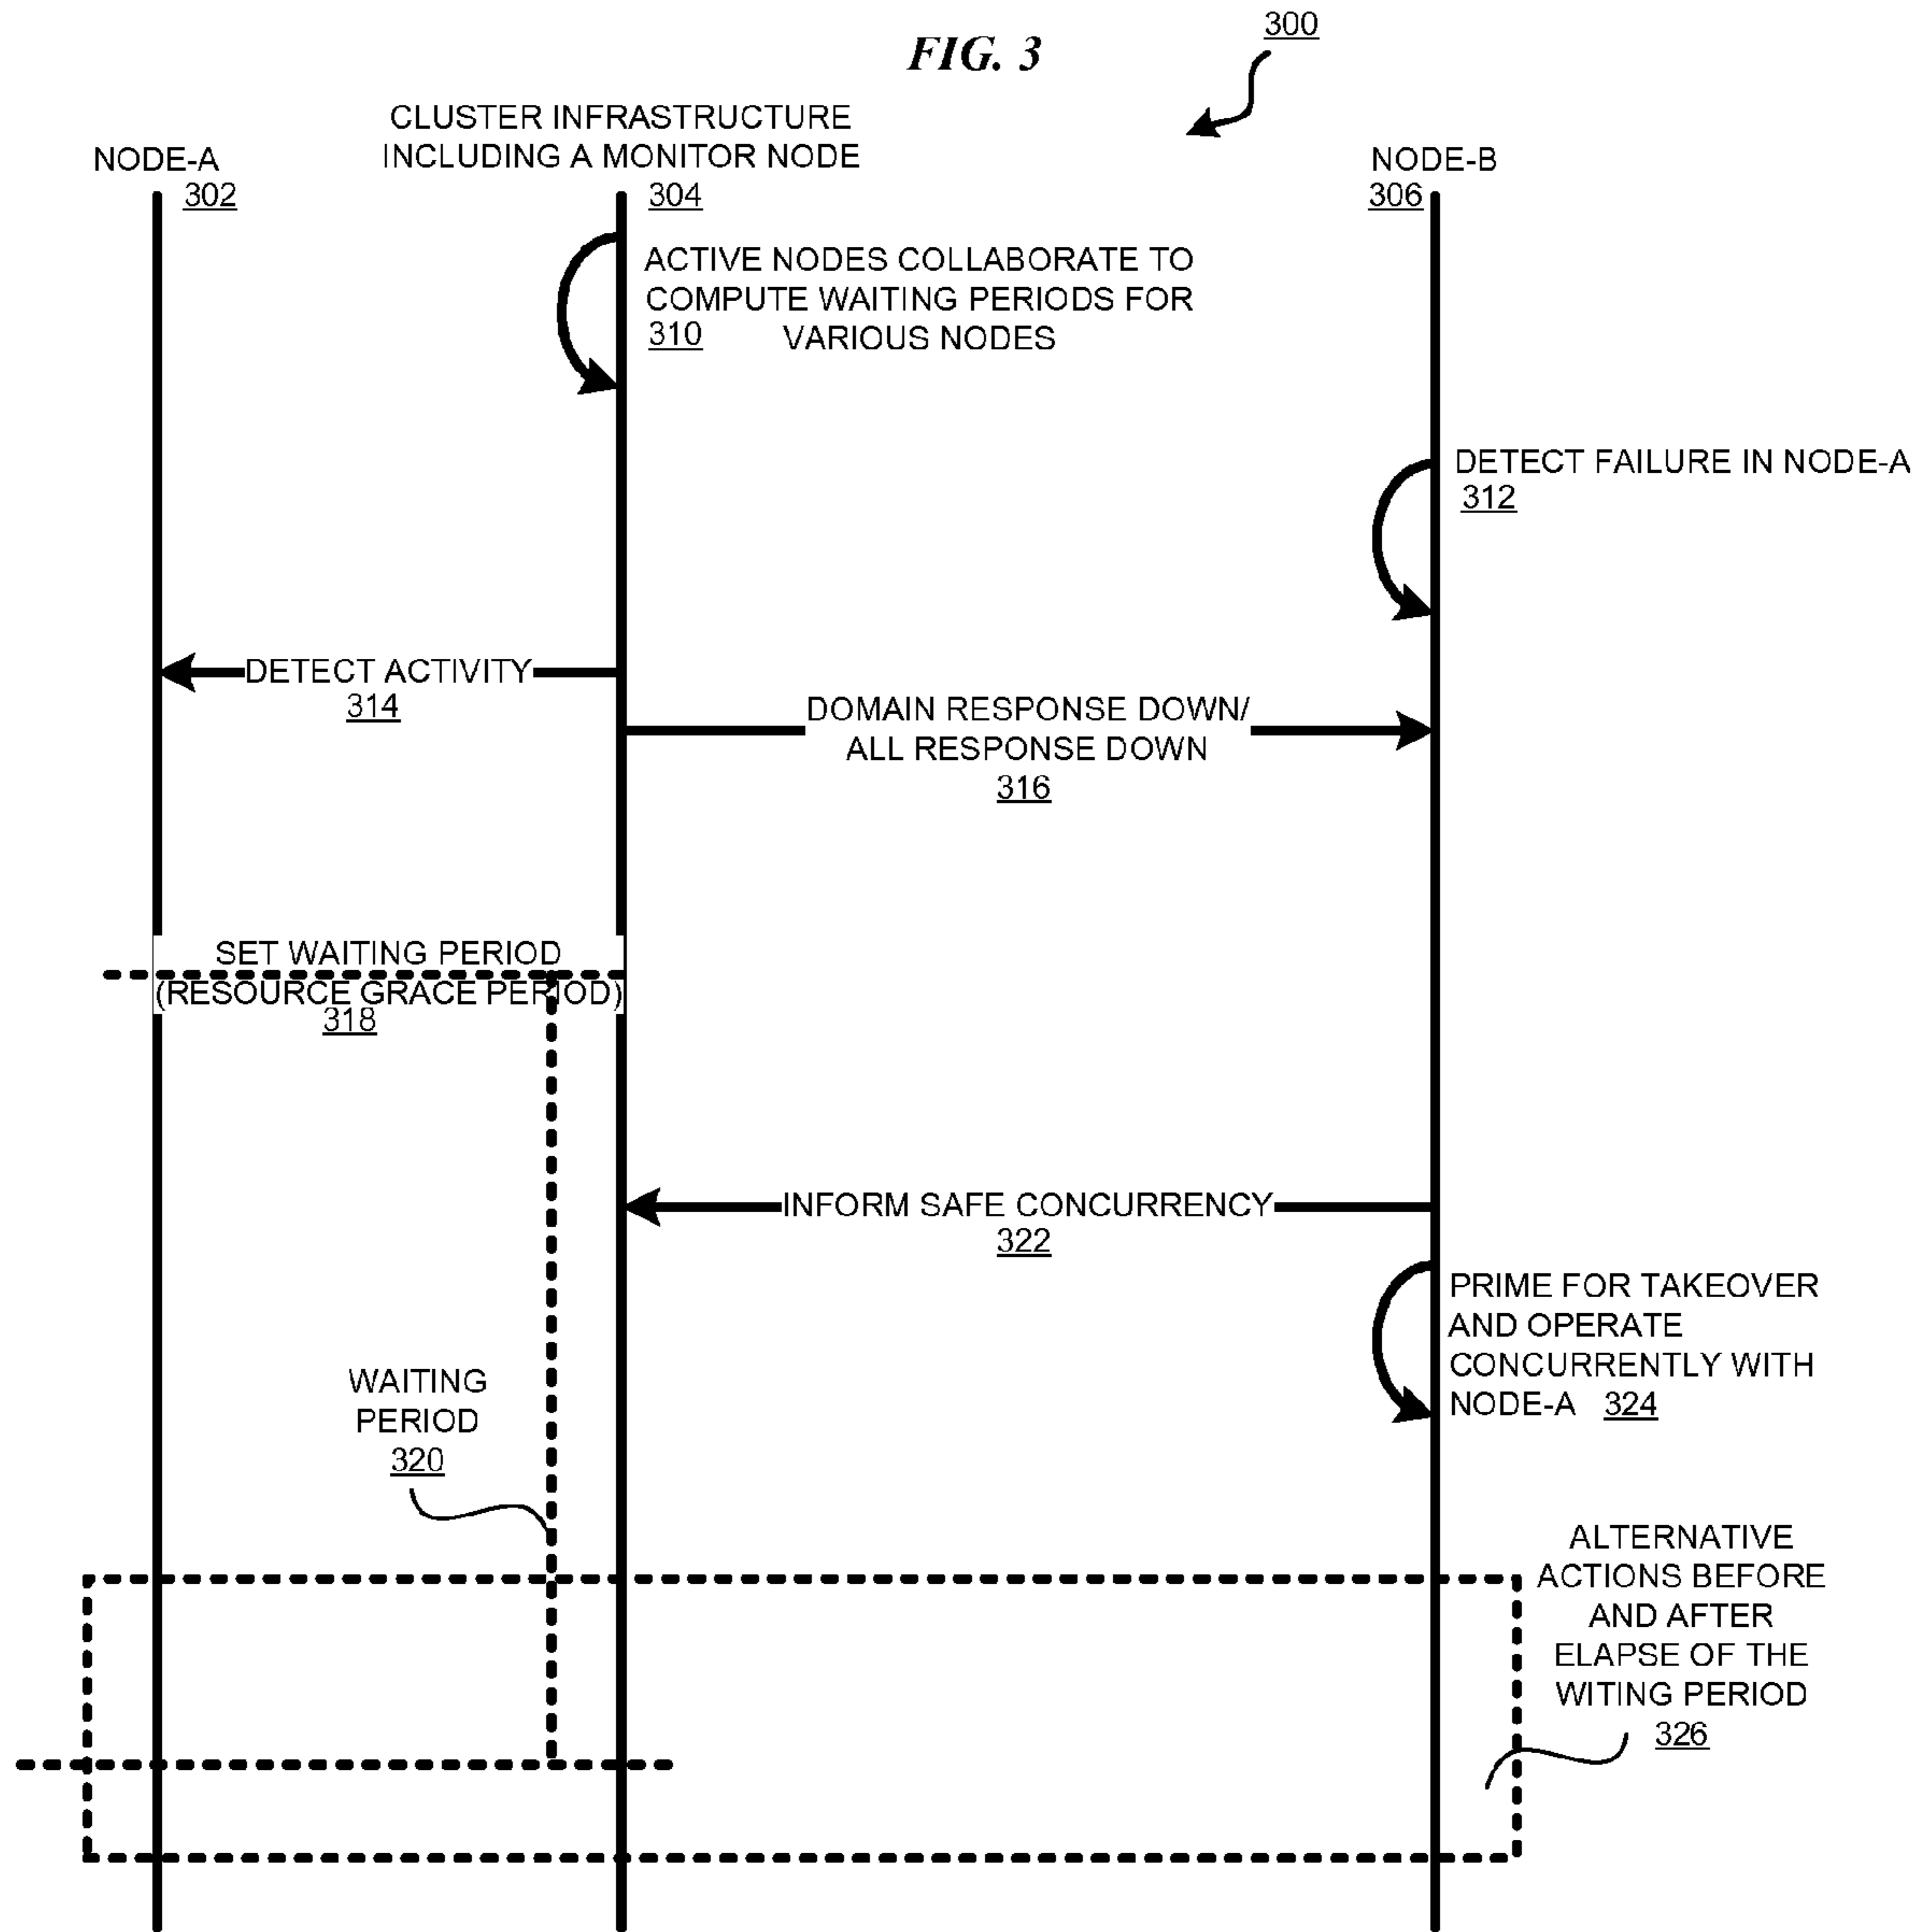 FIG. 3
300
NODE-A
302
CLUSTER INFRASTRUCTURE
INCLUDING A MONITOR NODE
304
NODE-B
306
ACTIVE NODES COLLABORATE TO
COMPUTE WAITING PERIODS FOR
310 VARIOUS NODES
DETECT FAILURE IN NODE-A
312
DETECT ACTIVITY
314
DOMAIN RESPONSE DOWN/
ALL RESPONSE DOWN
316
SET WAITING PERIOD
(RESOURCE GRACE PERIOD)
318
INFORM SAFE CONCURRENCY
322
PRIME FOR TAKEOVER
AND OPERATE
CONCURRENTLY WITH
NODE-A 324
WAITING
PERIOD
320
ALTERNATIVE
ACTIONS BEFORE
AND AFTER
ELAPSE OF THE
WITING PERIOD
326